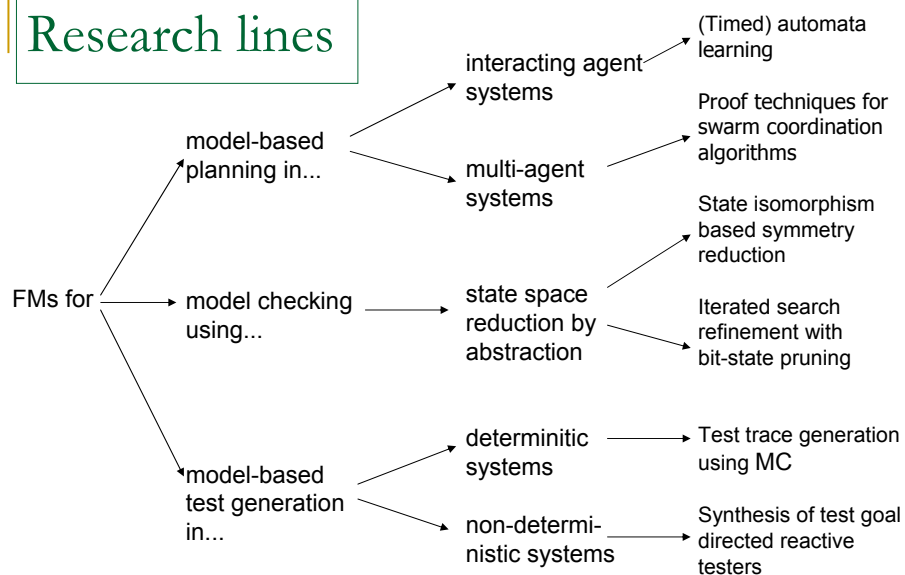 Research lines
(Timed) automata
learning
interacting agent
systems
Proof techniques for
swarm coordination
algorithms
model-based
planning in...
multi-agent
systems
State isomorphism
based symmetry
reduction
FMs for
model checking
using...
state space
reduction by
abstraction
Iterated search
refinement with
bit-state pruning
determinitic
systems
Test trace generation
using MC
model-based
test generation
in...
non-determi-
nistic systems
Synthesis of test goal
directed reactive
testers